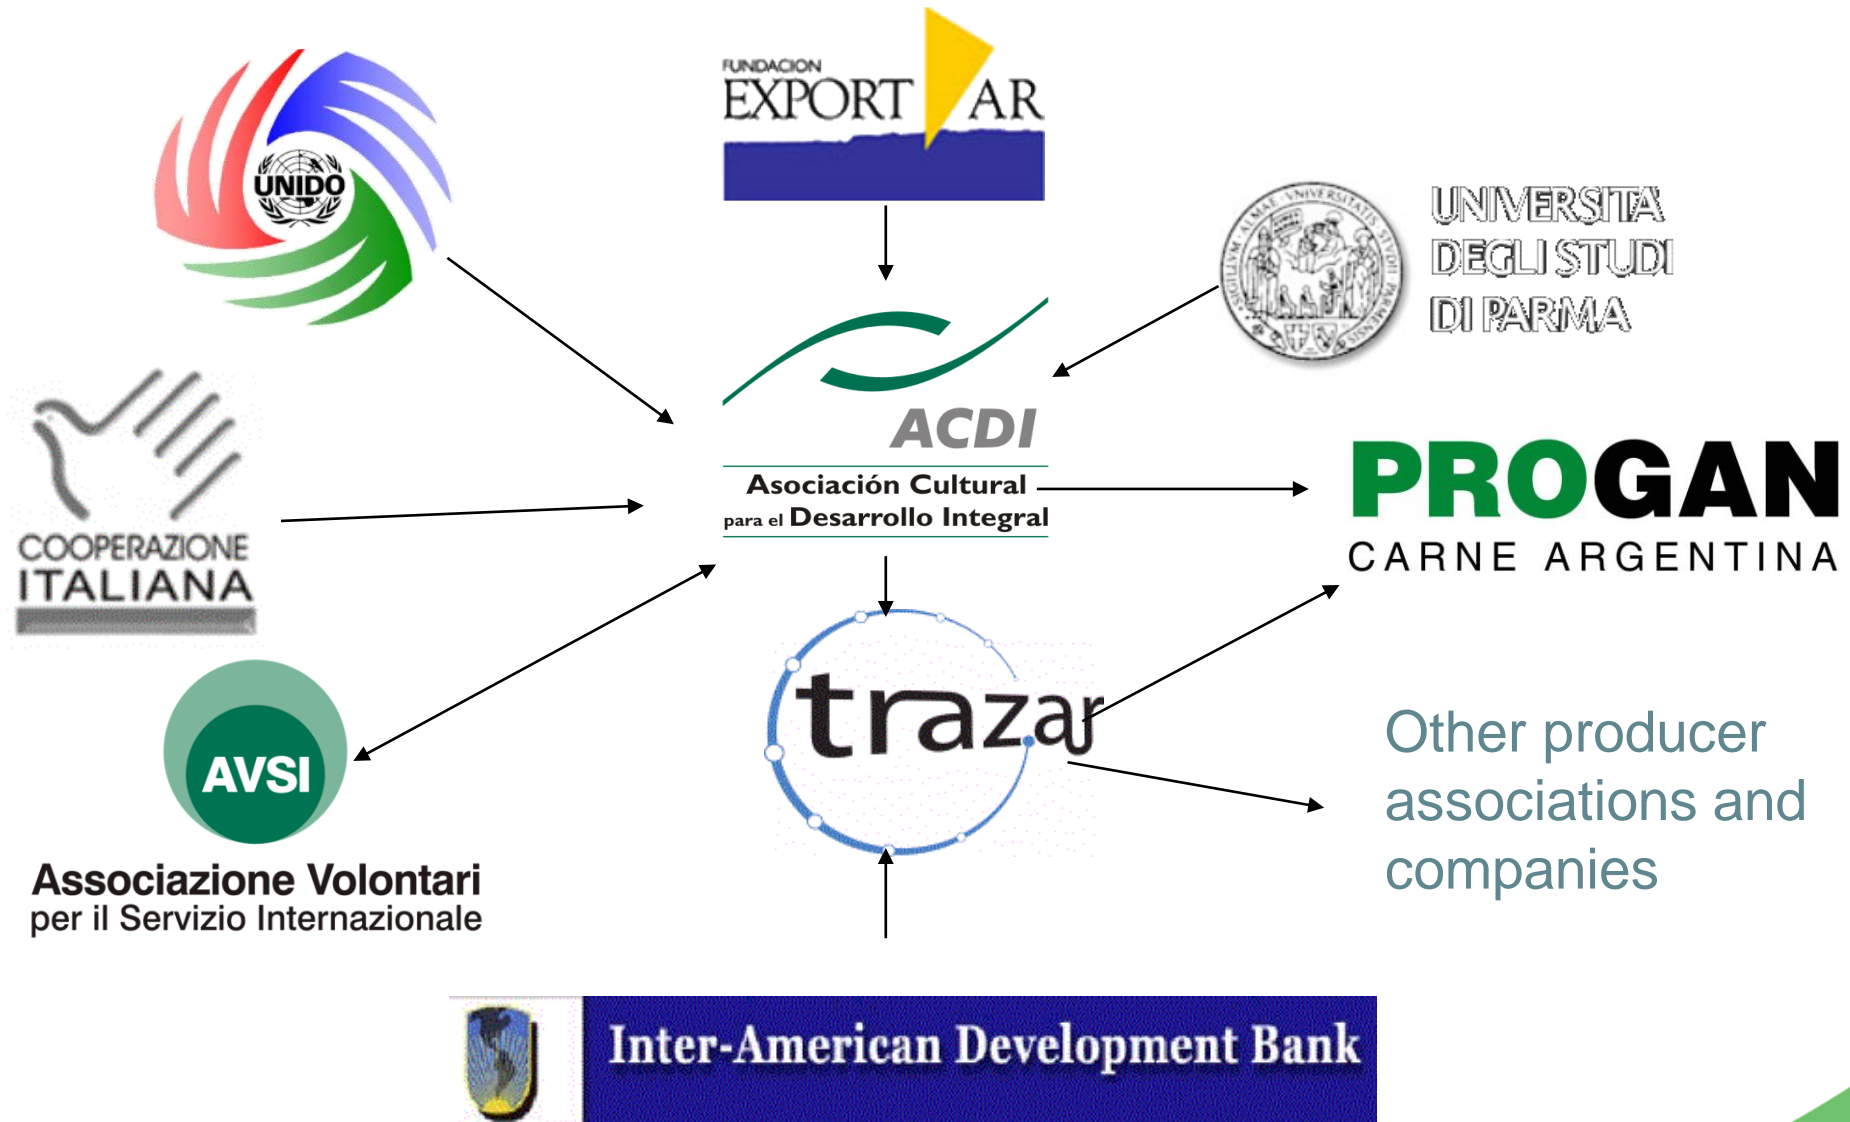 FUNDACION
EXPORT AR
UNIDO
UNIVERSITA
DEGLI STUDI
DI PARMA
ACDI
Asociación Cultural
para el Desarrollo Integral
PROGAN
CARNE ARGENTINA
COOPERAZIONE
ITALIANA
trazar
AVSI
Associazione Volontari
per il Servizio Internazionale
Other producer
associations and
companies
Inter-American Development Bank